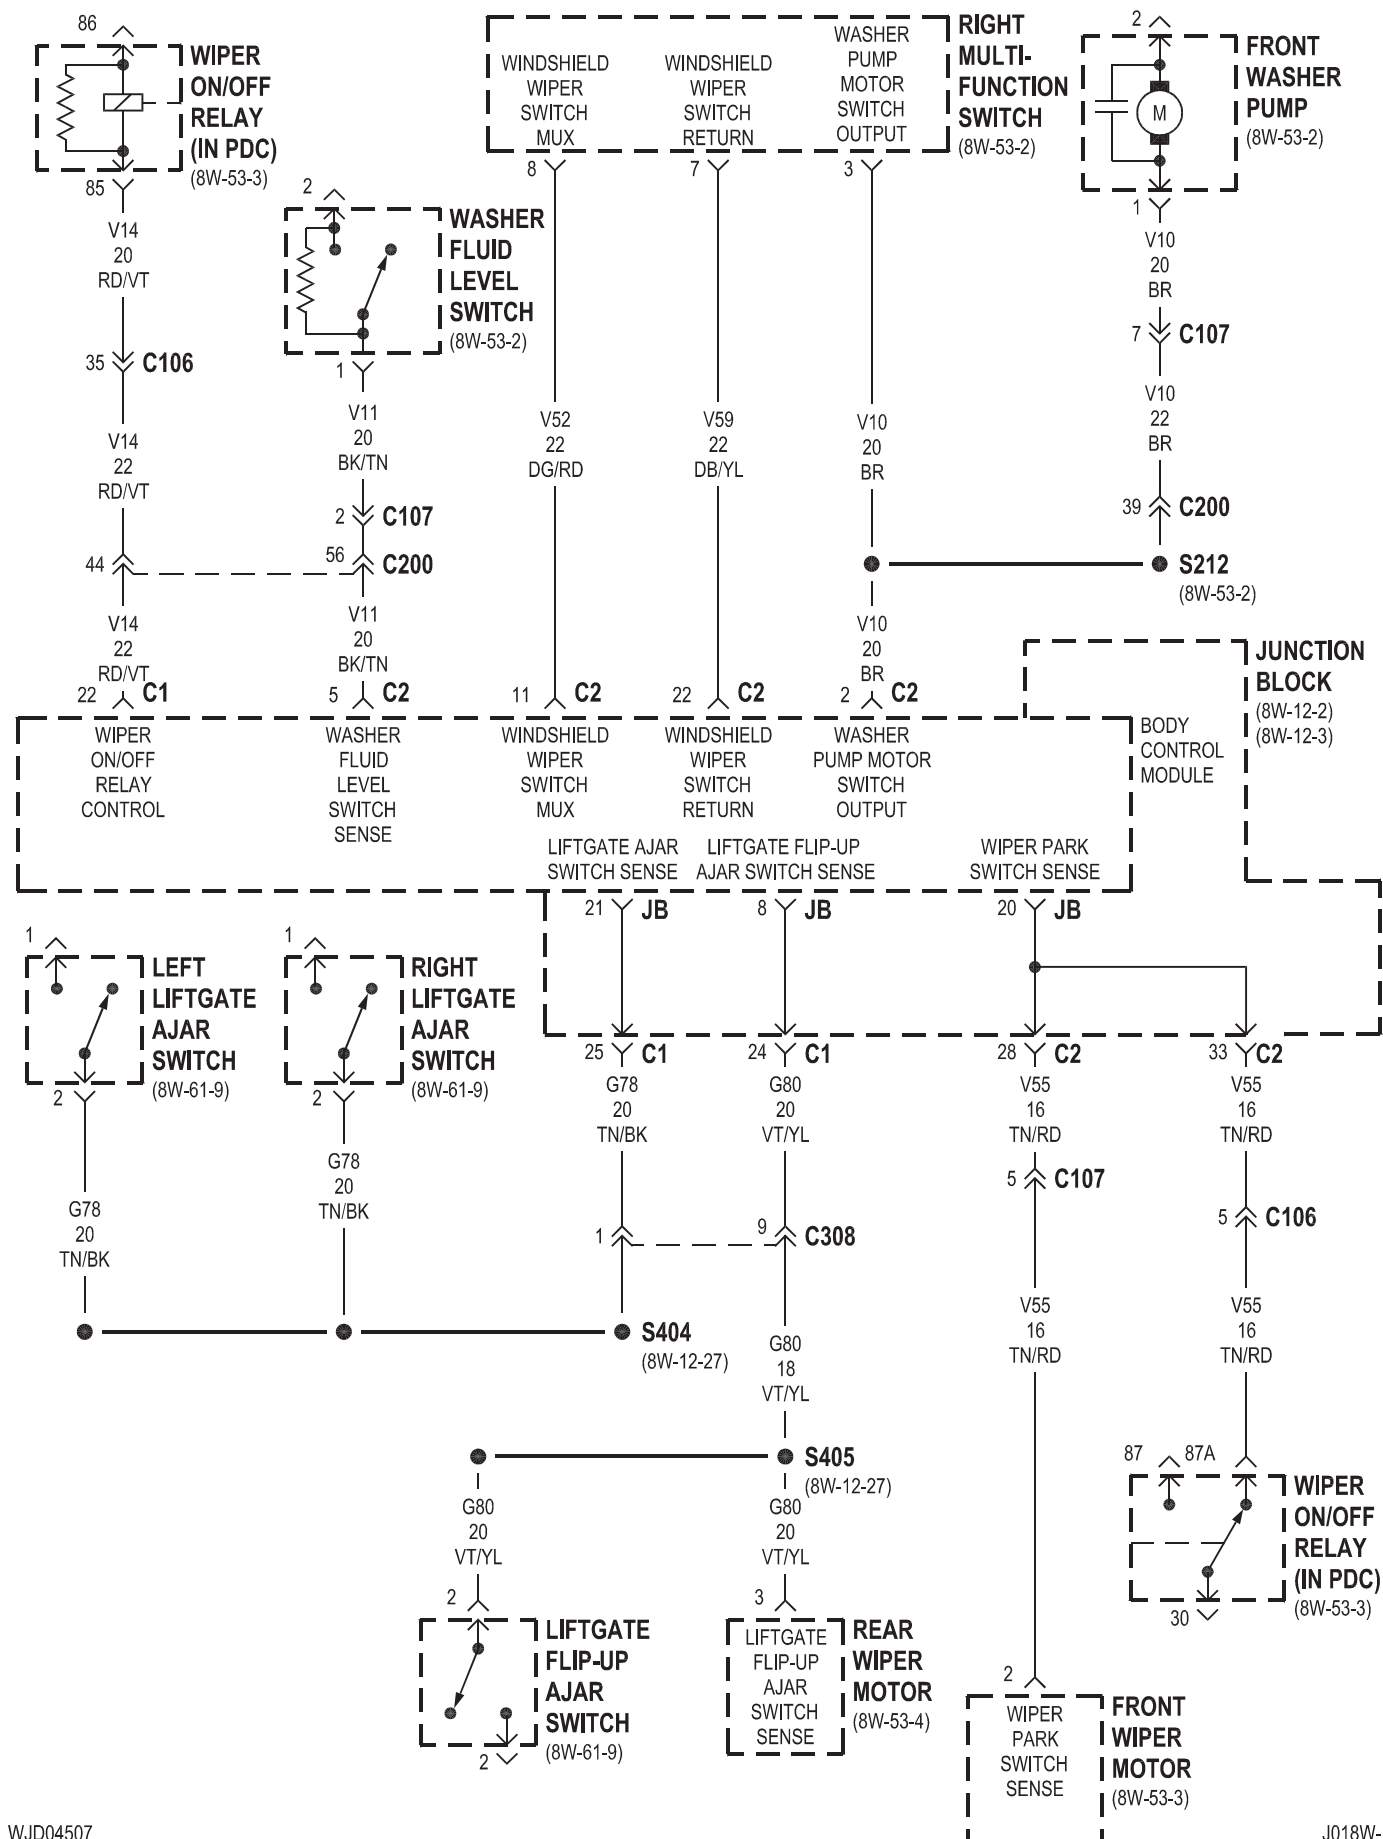 86
WIPER
ON/OFF
RELAY
(IN PDC)
(8W-53-3)
85
V14
20
RD/VT
35
C106
V14
22
RD/VT
44
V14
22
RD/VT
22
C1
2
WASHER
FLUID
LEVEL
SWITCH
(8W-53-2)
1
V11
20
BK/TN
2
C107
56
C200
V11
20
BK/TN
5
C2
WINDSHIELD
WIPER
SWITCH
MUX
WINDSHIELD
WIPER
SWITCH
RETURN
WASHER
PUMP
MOTOR
SWITCH
OUTPUT
RIGHT
MULTI-
FUNCTION
SWITCH
(8W-53-2)
8
7
3
V52
22
DG/RD
V59
22
DB/YL
V10
20
BR
V10
20
BR
11
C2
22
C2
2
C2
2
M
FRONT
WASHER
PUMP
(8W-53-2)
1
V10
20
BR
7
C107
V10
22
BR
39
C200
S212
(8W-53-2)
JUNCTION
BLOCK
(8W-12-2)
(8W-12-3)
BODY
CONTROL
MODULE
WIPER
ON/OFF
RELAY
CONTROL
WASHER
FLUID
LEVEL
SWITCH
SENSE
WINDSHIELD
WIPER
SWITCH
MUX
WINDSHIELD
WIPER
SWITCH
RETURN
WASHER
PUMP MOTOR
SWITCH
OUTPUT
LIFTGATE AJAR
SWITCH SENSE
LIFTGATE FLIP-UP
AJAR SWITCH SENSE
WIPER PARK
SWITCH SENSE
21
JB
8
JB
20
JB
1
LEFT
LIFTGATE
AJAR
SWITCH
(8W-61-9)
2
G78
20
TN/BK
1
RIGHT
LIFTGATE
AJAR
SWITCH
(8W-61-9)
2
G78
20
TN/BK
25
C1
24
C1
28
C2
33
C2
G78
20
TN/BK
G80
20
VT/YL
V55
16
TN/RD
V55
16
TN/RD
1
9
C308
5
C107
5
C106
S404
(8W-12-27)
G80
18
VT/YL
V55
16
TN/RD
V55
16
TN/RD
S405
(8W-12-27)
G80
20
VT/YL
G80
20
VT/YL
2
LIFTGATE
FLIP-UP
AJAR
SWITCH
(8W-61-9)
2
3
LIFTGATE
FLIP-UP
AJAR
SWITCH
SENSE
REAR
WIPER
MOTOR
(8W-53-4)
87
87A
WIPER
ON/OFF
RELAY
(IN PDC)
(8W-53-3)
30
2
WIPER
PARK
SWITCH
SENSE
FRONT
WIPER
MOTOR
(8W-53-3)
WJD04507
J018W-